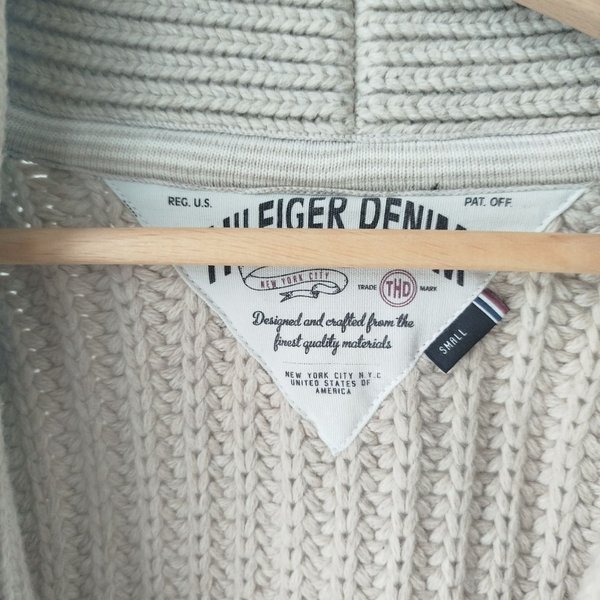 REG. U.S. PAT. OFF.
HILFIGER DENIM
NEW YORK CITY
TRADE THD MARK
Designed and crafted from the
finest quality materials
SMALL
NEW YORK CITY N.Y.C
UNITED STATES OF
AMERICA